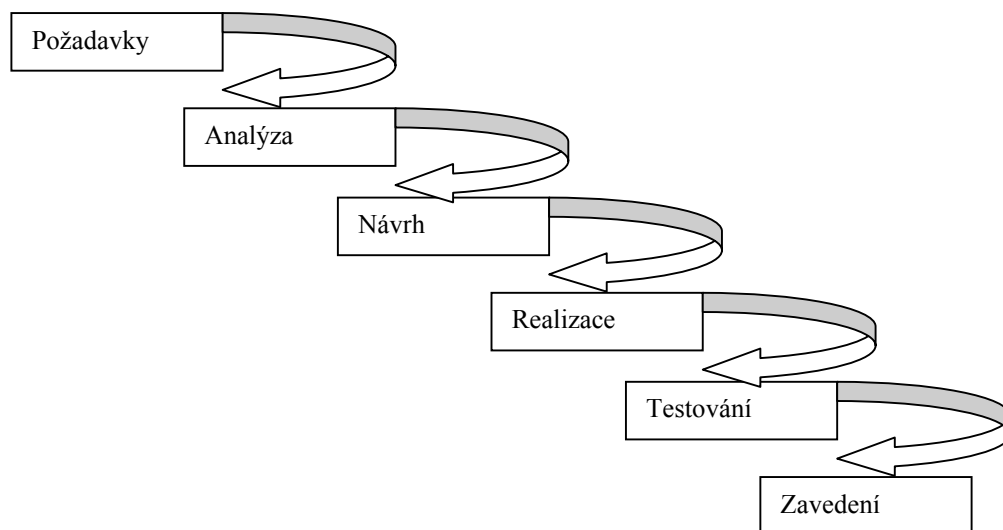 Požadavky
Analýza
Návrh
Realizace
Testování
Zavedení